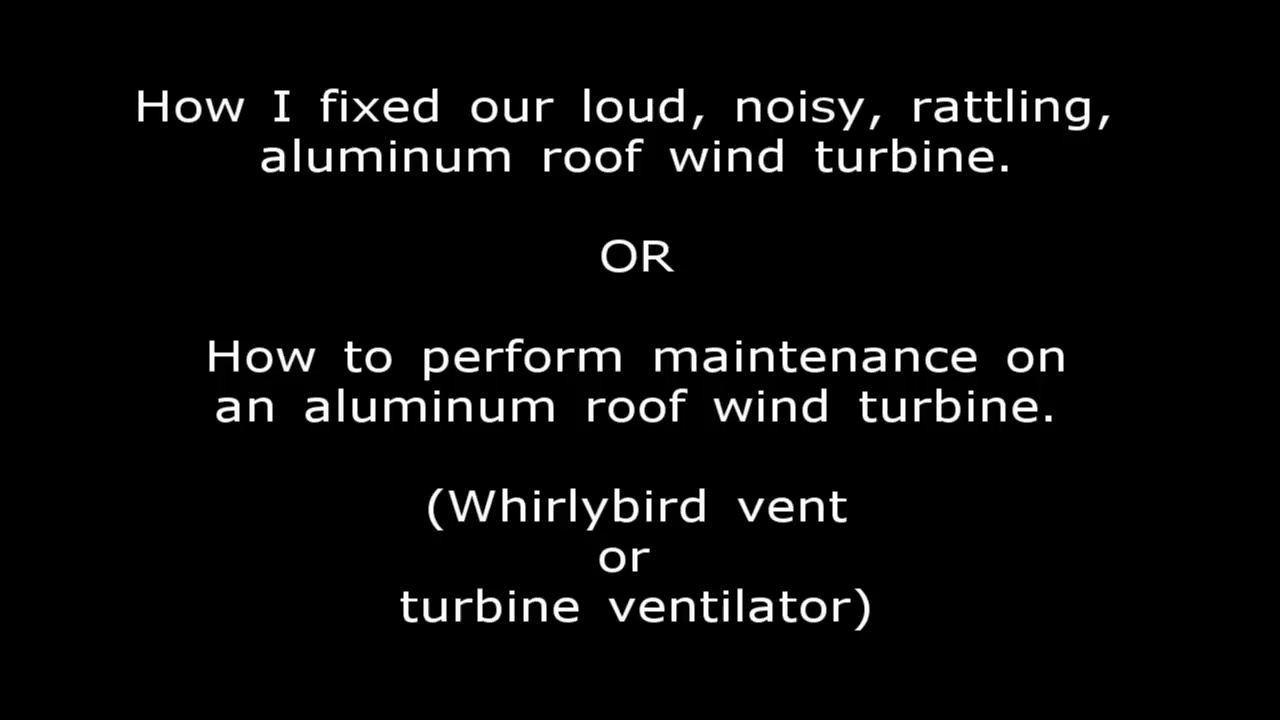 How I fixed our loud, noisy, rattling,
aluminum roof wind turbine.
OR
How to perform maintenance on
an aluminum roof wind turbine.
(Whirlybird vent
or
turbine ventilator)